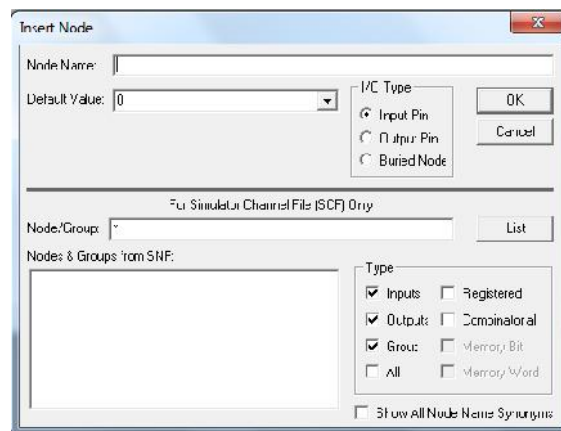 Insert Node
Node Name:
Default Value: 0
I/O Type
Input Pin
Output Pin
Buried Node
OK
Cancel
For Simulator Channel File (SCF) Only
Node/Group: *
List
Nodes & Groups from SNF:
Type
Inputs
Registered
Outputs
Combinatorial
Group
Memory Bit
All
Memory Word
Show All Node Name Synonyms